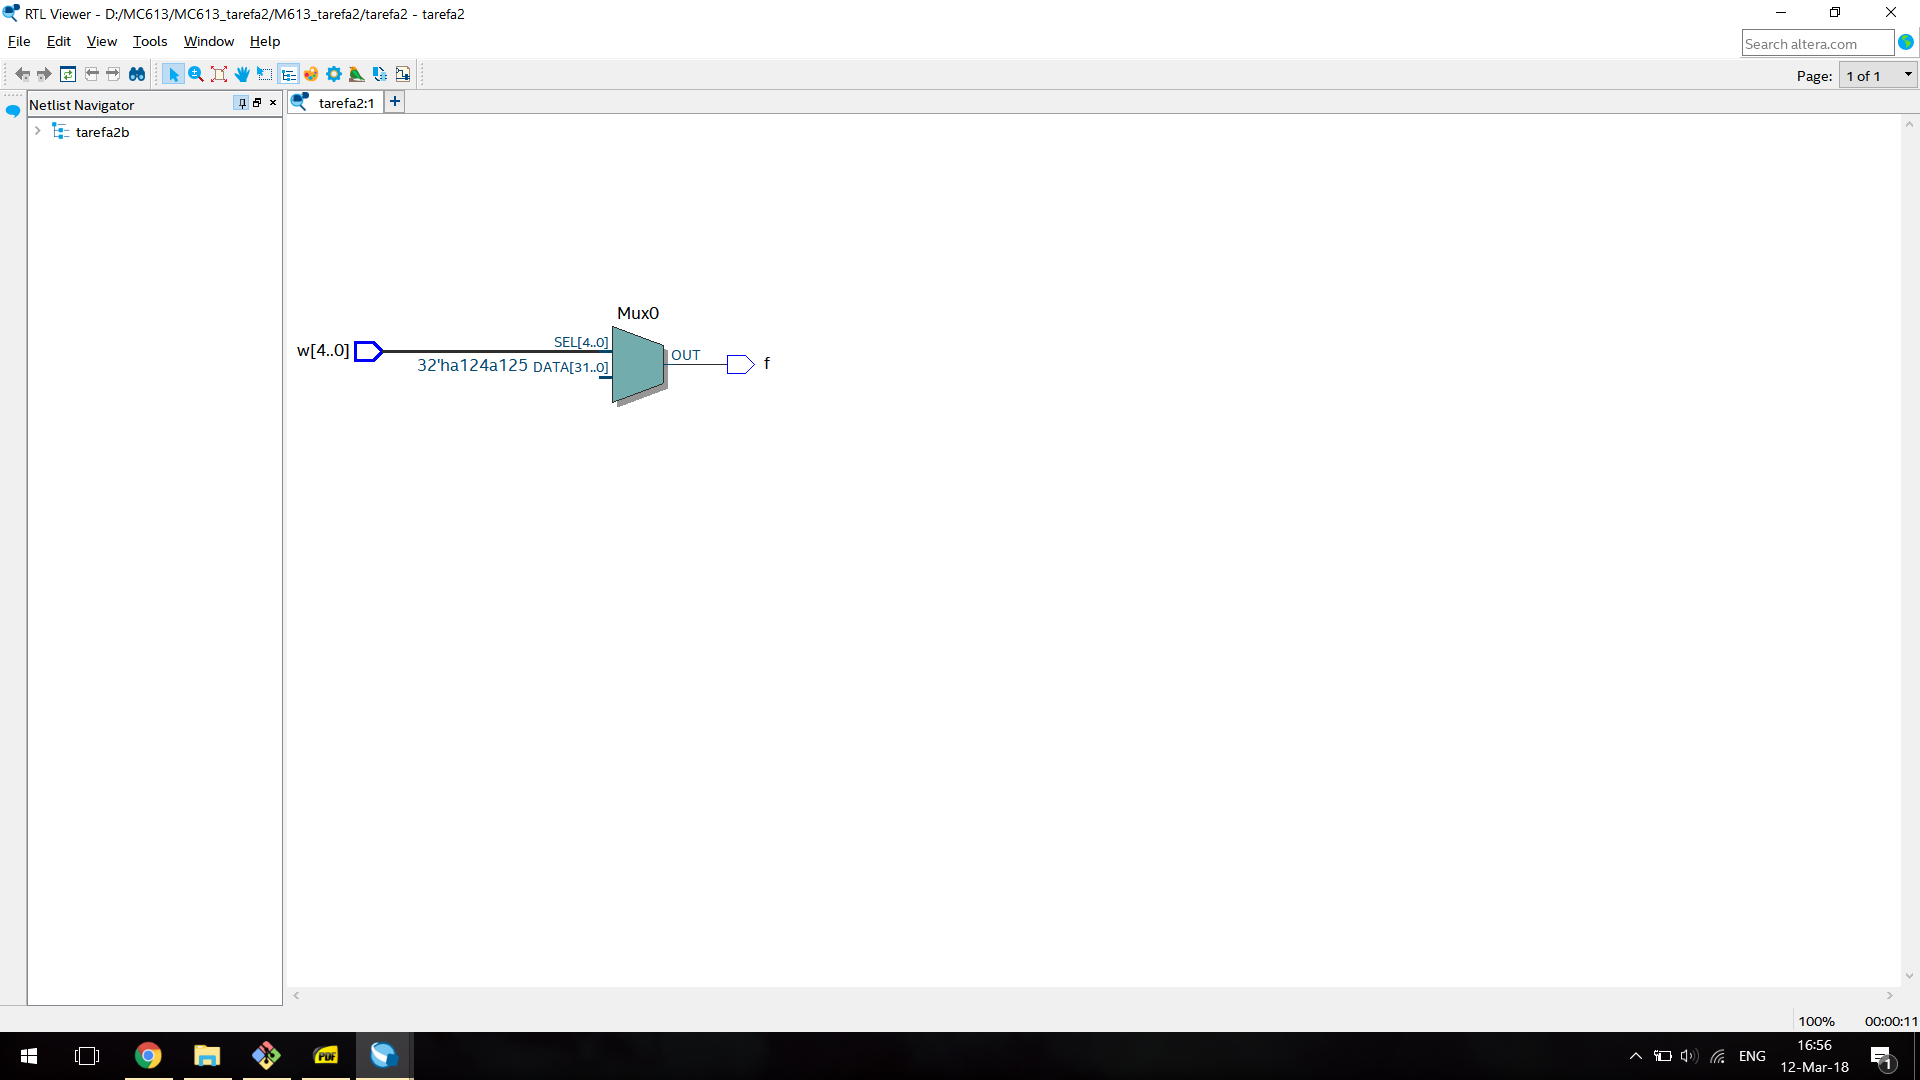 RTL Viewer - D:/MC613/MC613_tarefa2/M613_tarefa2/tarefa2 - tarefa2
File Edit View Tools Window Help
Search altera.com
Page: 1 of 1
Netlist Navigator
tarefa2:1
tarefa2b
Mux0
w[4..0]
SEL[4..0]
32'ha124a125 DATA[31..0]
OUT
f
100% 00:00:11
PDF
ENG
16:56
12-Mar-18
1